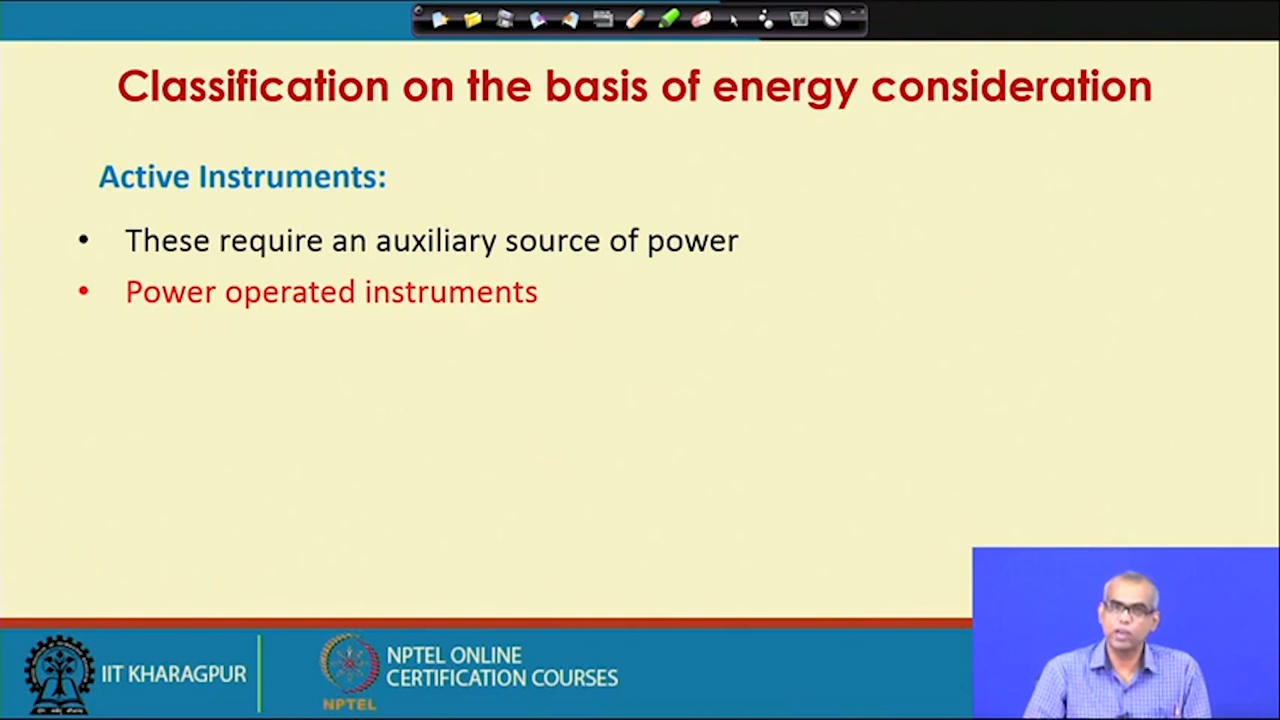 Classification on the basis of energy consideration
Active Instruments:
• These require an auxiliary source of power
• Power operated instruments
IIT KHARAGPUR
NPTEL ONLINE
CERTIFICATION COURSES
NPTEL